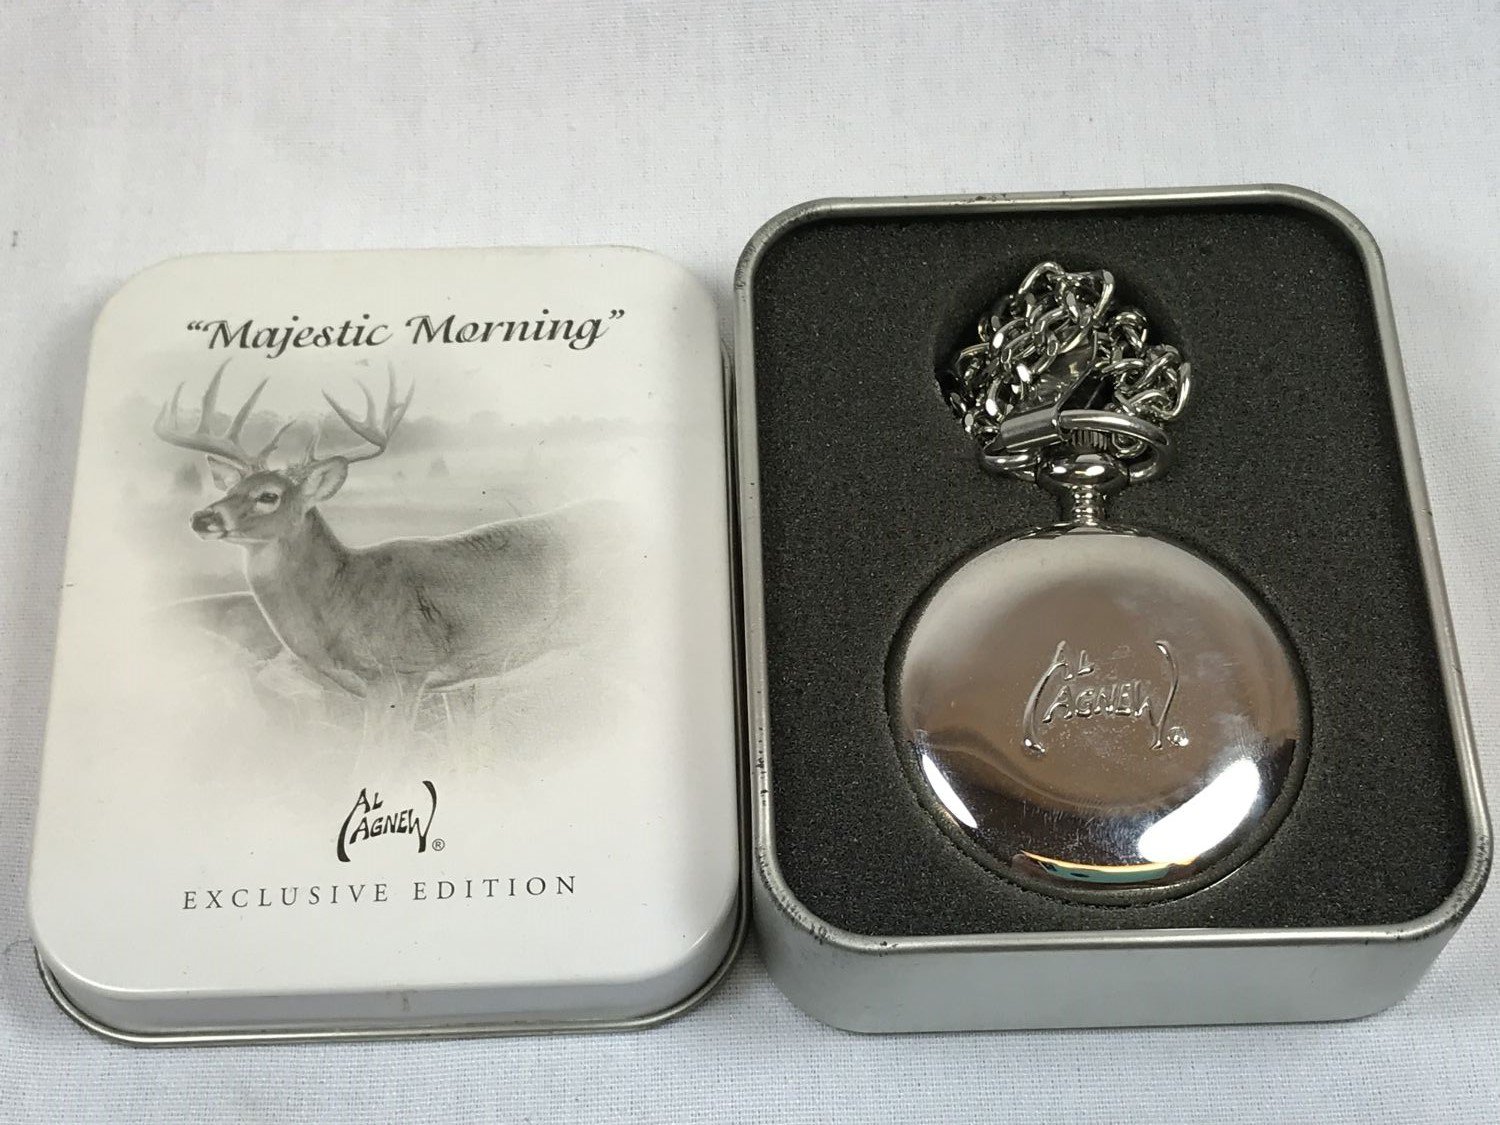 “Majestic Morning”
AL
AGNEW®
EXCLUSIVE EDITION
AL
AGNEW®